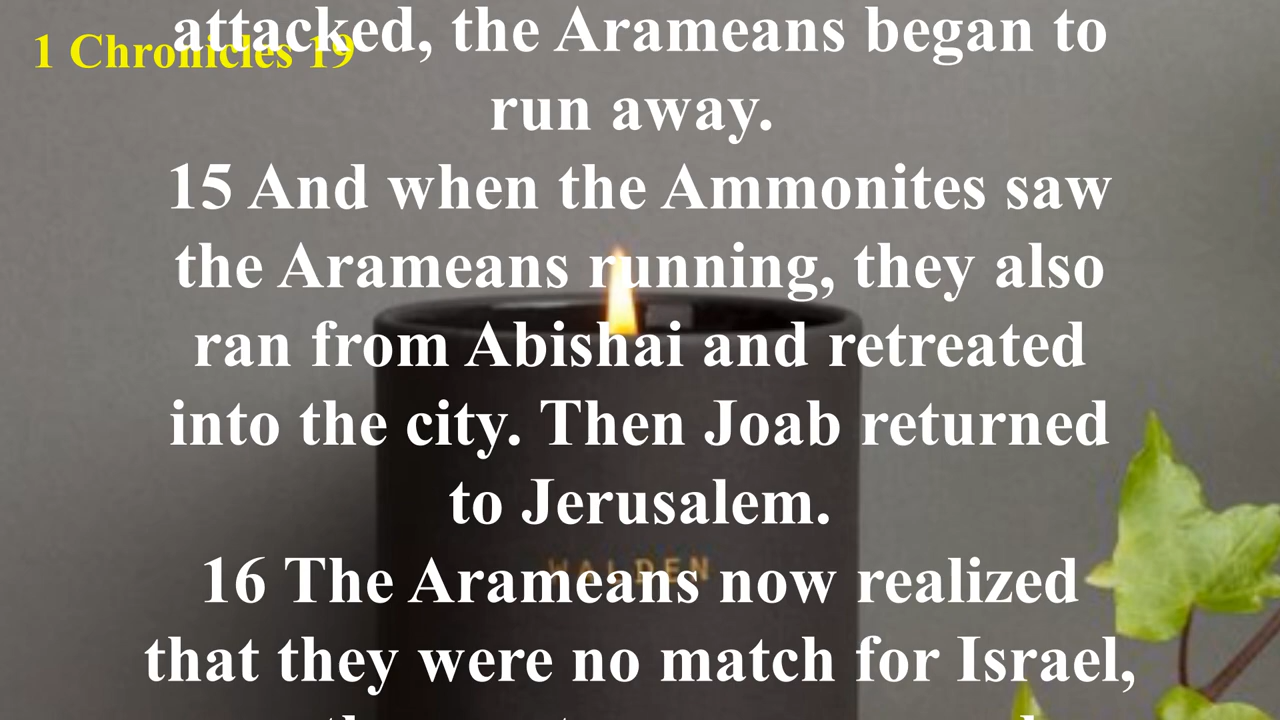 1 Chronicles 19
attacked, the Arameans began to
run away.
15 And when the Ammonites saw
the Arameans running, they also
ran from Abishai and retreated
into the city. Then Joab returned
to Jerusalem.
WALDEN
16 The Arameans now realized
that they were no match for Israel,